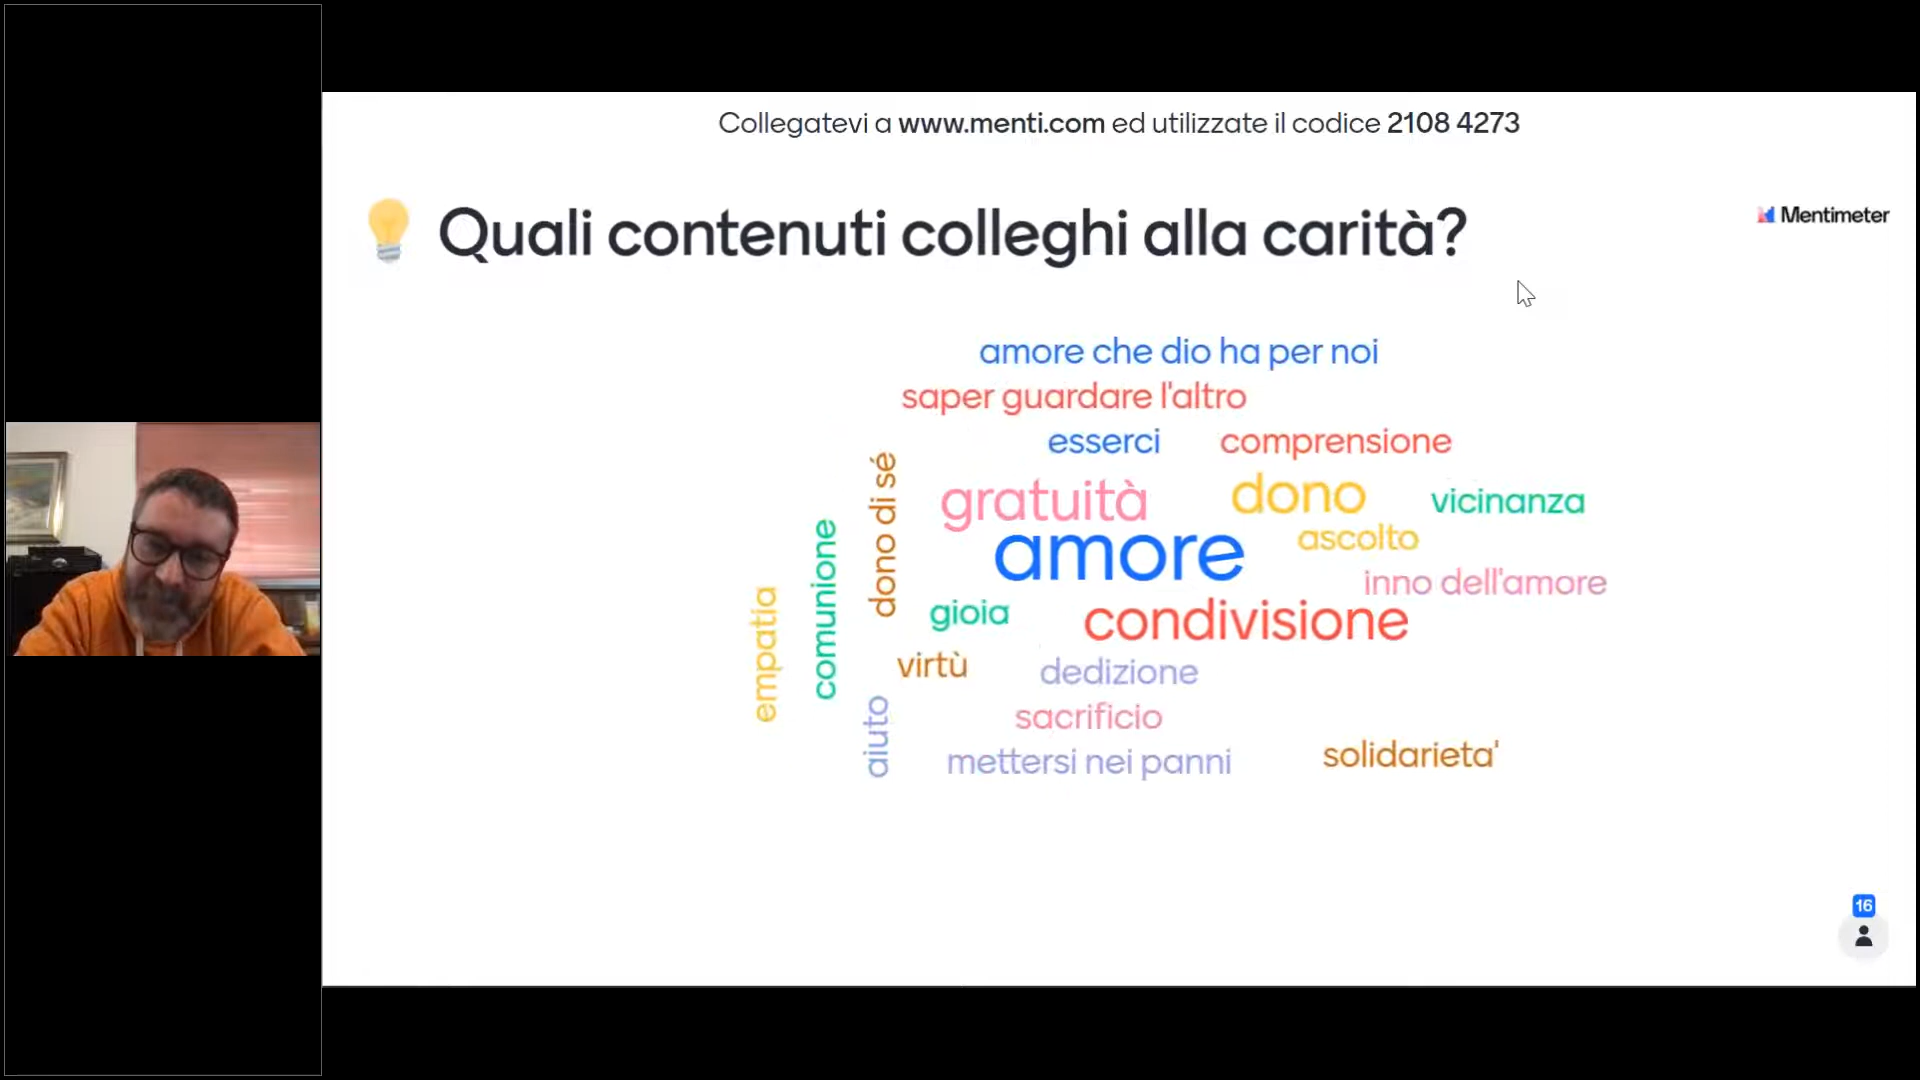 Collegatevi a www.menti.com ed utilizzate il codice 2108 4273
Quali contenuti colleghi alla carità?
Mentimeter
amore che dio ha per noi
saper guardare l'altro
esserci
comprensione
dono di sé
gratuità
dono
vicinanza
amore
ascolto
comunione
inno dell'amore
empatia
gioia
condivisione
virtù
dedizione
aiuto
sacrificio
mettersi nei panni
solidarieta'
16